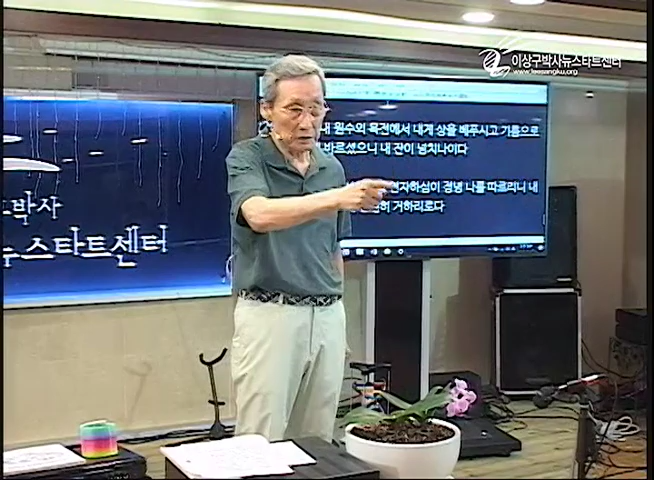 이상구박사뉴스타트센터
www.leesangku.org
내 원수의 목전에서 내게 상을 베푸시고 기름으로
바르셨으니 내 잔이 넘치나이다
인자하심이 정녕 나를 따르리니 내
거하리로다
박사
뉴스타트센터